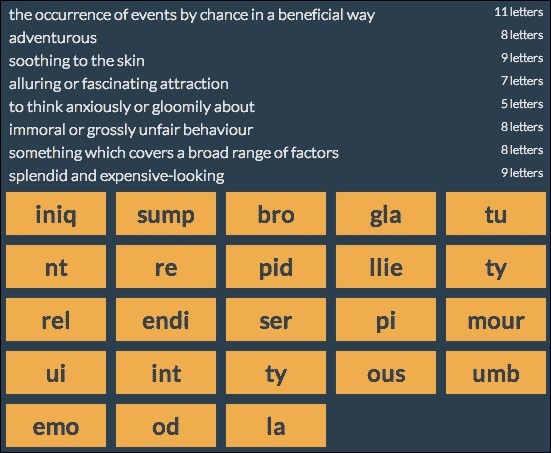 the occurrence of events by chance in a beneficial way 11 letters
adventurous 8 letters
soothing to the skin 9 letters
alluring or fascinating attraction 7 letters
to think anxiously or gloomily about 5 letters
immoral or grossly unfair behaviour 8 letters
something which covers a broad range of factors 8 letters
splendid and expensive-looking 9 letters
iniq sump bro gla tu
nt re pid llie ty
rel endi ser pi mour
ui int ty ous umb
emo od la